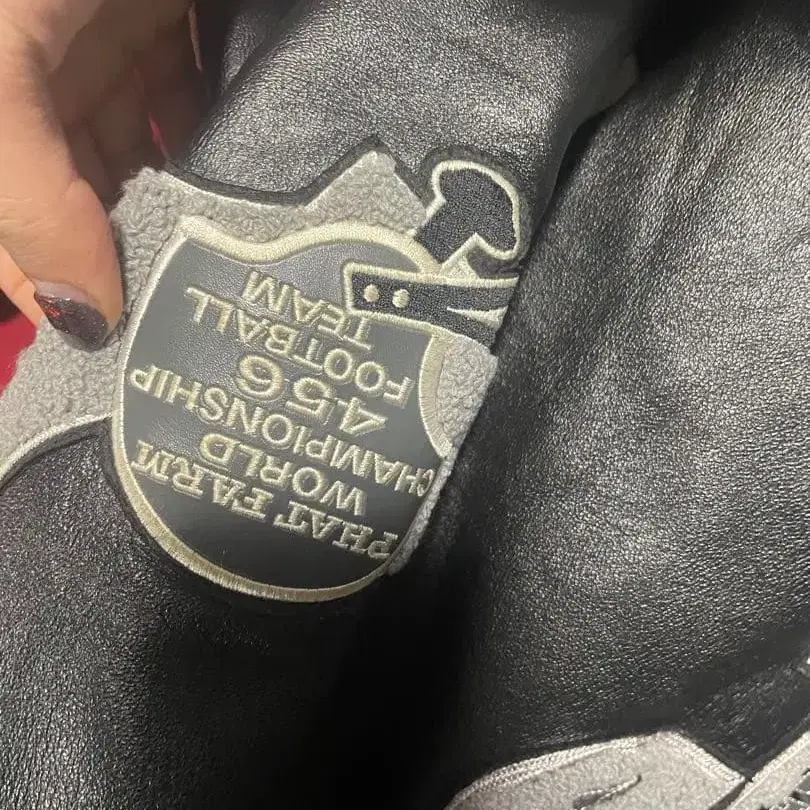 PHAT FARM
WORLD
CHAMPIONSHIP
456
FOOTBALL
TEAM